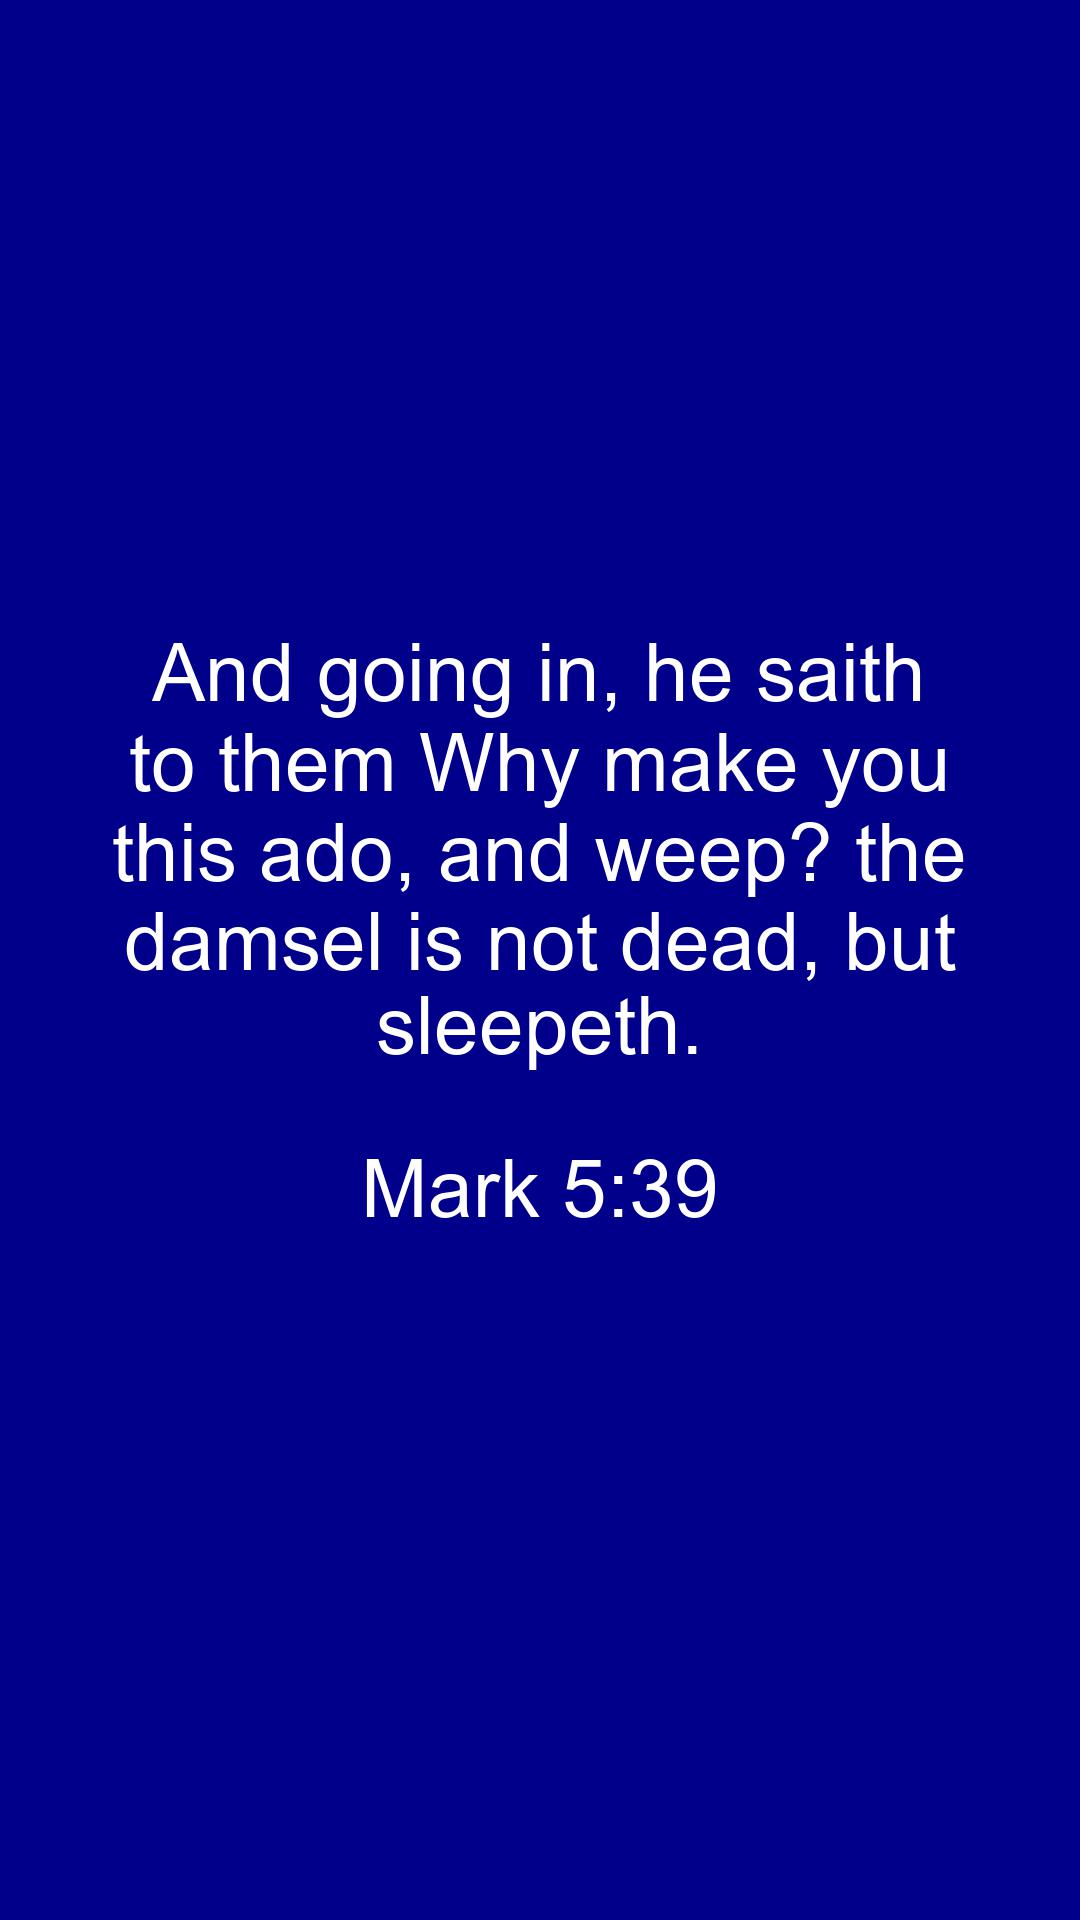 And going in, he saith
to them Why make you
this ado, and weep? the
damsel is not dead, but
sleepeth.
Mark 5:39